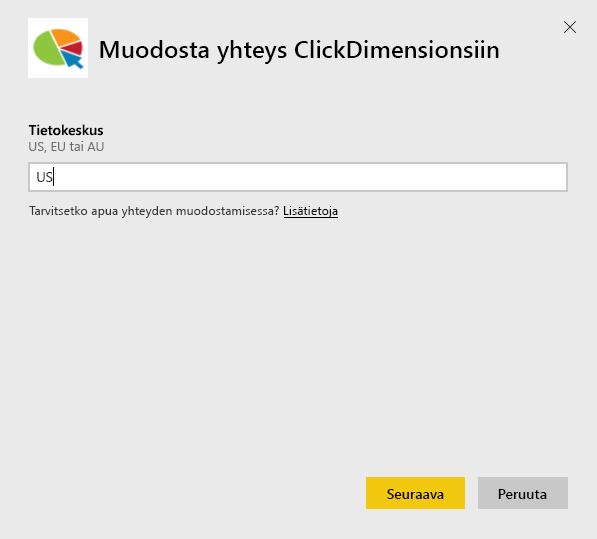 Muodosta yhteys ClickDimensionsiin
Tietokeskus
US, EU tai AU
US
Tarvitsetko apua yhteyden muodostamisessa? Lisätietoja
Seuraava Peruuta